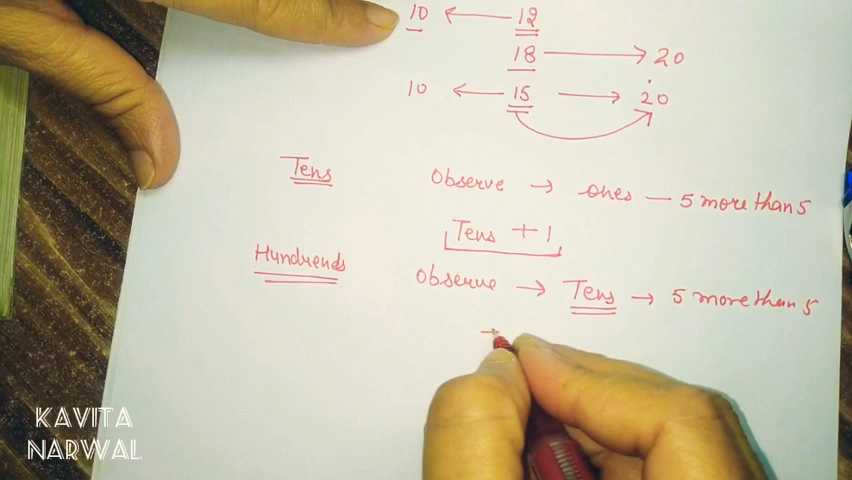 10 ← 12
18 → 20
10 ← 15 → 20
Tens Observe → ones — 5 more than 5
Tens + 1
Hundrends Observe → Tens → 5 more than 5
KAVITA
NARWAL